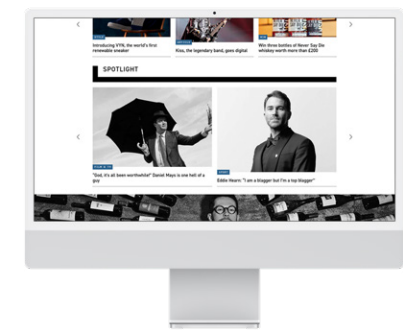 Introducing VYN, the world's first
renewable sneaker
Kiss, the legendary band, goes digital
Win three bottles of Never Say Die
whiskey worth more than £200
SPOTLIGHT
"God, it's all been worthwhile!" Daniel Mays is one hell of a
guy
Eddie Hearn: "I am a blagger but I'm a top blagger"